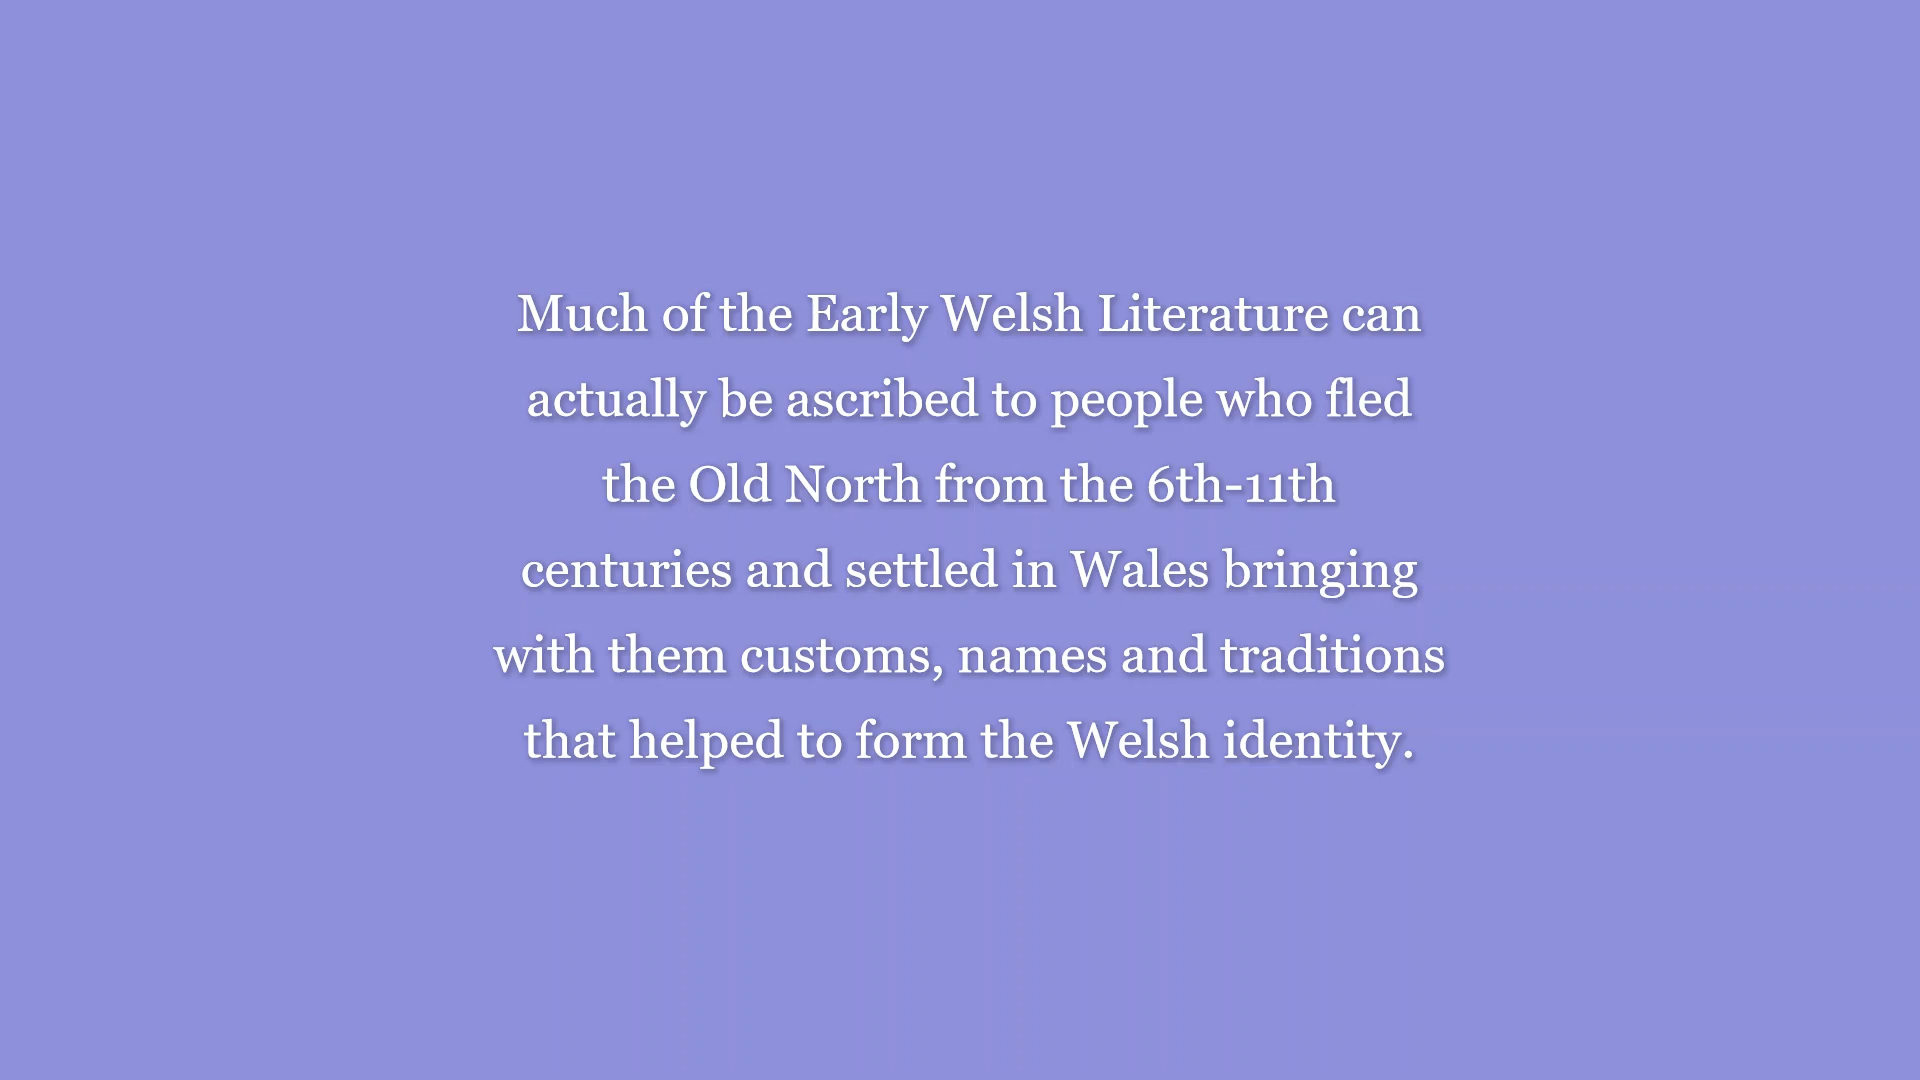 Much of the Early Welsh Literature can
actually be ascribed to people who fled
the Old North from the 6th-11th
centuries and settled in Wales bringing
with them customs, names and traditions
that helped to form the Welsh identity.